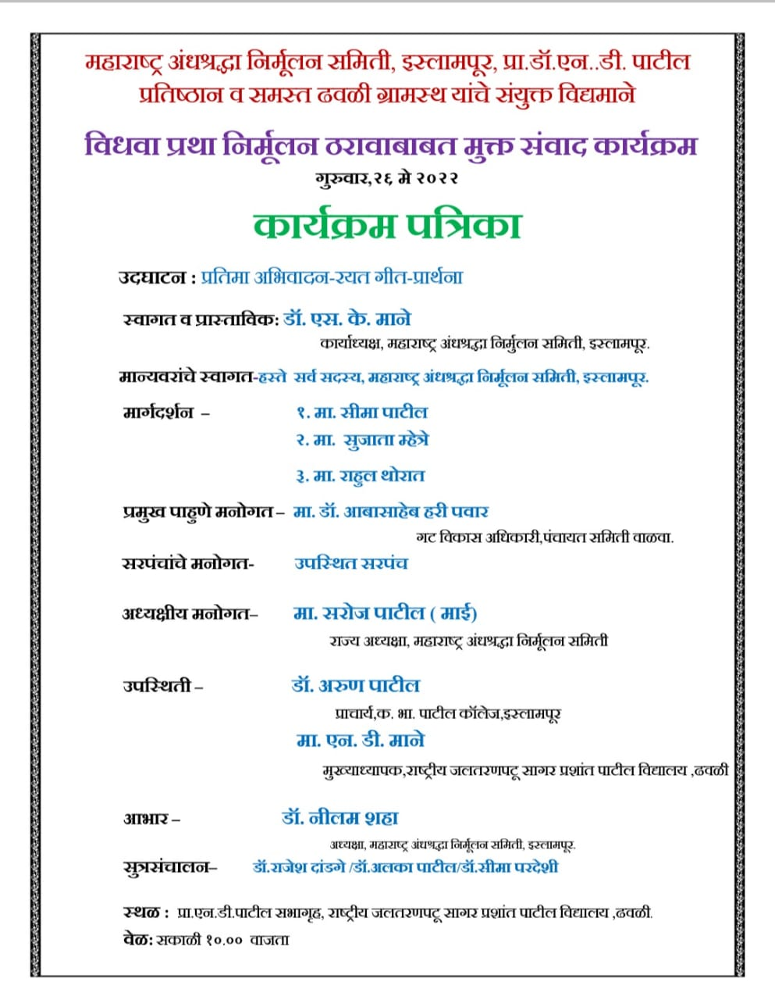 महाराष्ट्र अंधश्रद्धा निर्मूलन समिती, इस्लामपूर, प्रा.डॉ.एन..डी. पाटील
प्रतिष्ठान व समस्त ढवळी ग्रामस्थ यांचे संयुक्त विद्यमाने
विधवा प्रथा निर्मूलन ठरावाबाबत मुक्त संवाद कार्यक्रम
गुरुवार,२६ मे २०२२
कार्यक्रम पत्रिका
उदघाटन : प्रतिमा अभिवादन-रयत गीत-प्रार्थना
स्वागत व प्रास्ताविक: डॉ. एस. के. माने
कार्याध्यक्ष, महाराष्ट्र अंधश्रद्धा निर्मुलन समिती, इस्लामपूर.
मान्यवरांचे स्वागत-हस्ते सर्व सदस्य, महाराष्ट्र अंधश्रद्धा निर्मूलन समिती, इस्लामपूर.
मार्गदर्शन – १. मा. सीमा पाटील
२. मा. सुजाता म्हेत्रे
३. मा. राहुल थोरात
प्रमुख पाहुणे मनोगत – मा. डॉ. आबासाहेब हरी पवार
गट विकास अधिकारी,पंचायत समिती वाळवा.
सरपंचांचे मनोगत- उपस्थित सरपंच
अध्यक्षीय मनोगत– मा. सरोज पाटील ( माई)
राज्य अध्यक्षा, महाराष्ट्र अंधश्रद्धा निर्मूलन समिती
उपस्थिती – डॉ. अरुण पाटील
प्राचार्य,क. भा. पाटील कॉलेज,इस्लामपूर
मा. एन. डी. माने
मुख्याध्यापक,राष्ट्रीय जलतरणपटू सागर प्रशांत पाटील विद्यालय ,ढवळी
आभार – डॉ. नीलम शहा
अध्यक्षा, महाराष्ट्र अंधश्रद्धा निर्मूलन समिती, इस्लामपूर.
सुत्रसंचालन– डॉ.राजेश दांडगे /डॉ.अलका पाटील/डॉ.सीमा परदेशी
स्थळ : प्रा.एन.डी.पाटील सभागृह, राष्ट्रीय जलतरणपटू सागर प्रशांत पाटील विद्यालय ,ढवळी.
वेळ: सकाळी १०.०० वाजता